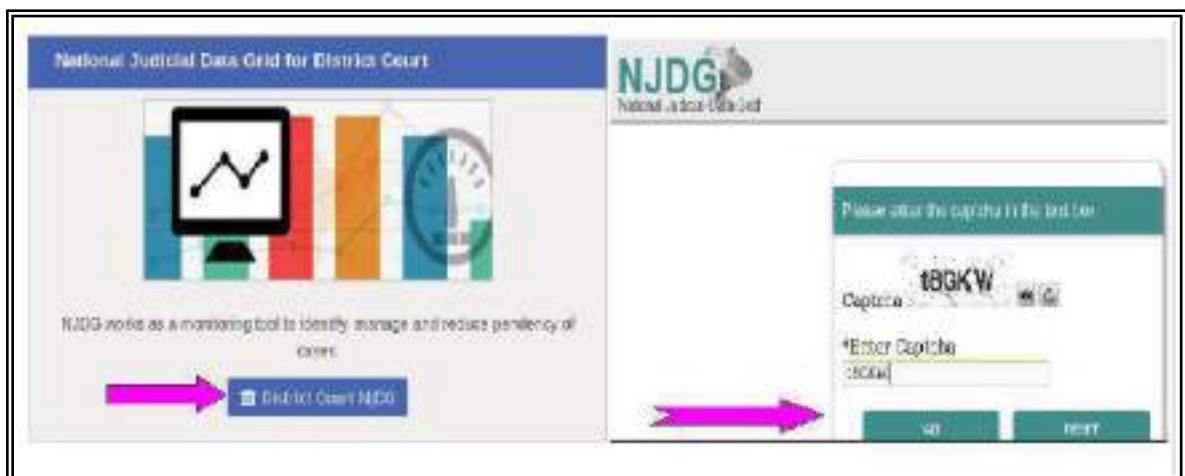 National Judicial Data Grid for District Court
NJDG works as a monitoring tool to identify, manage and reduce pendency of
cases
District Court NJDG
NJDG
National Judicial Data Grid
Please enter the captcha in the text box
t8GKW
Captcha
*Enter Captcha